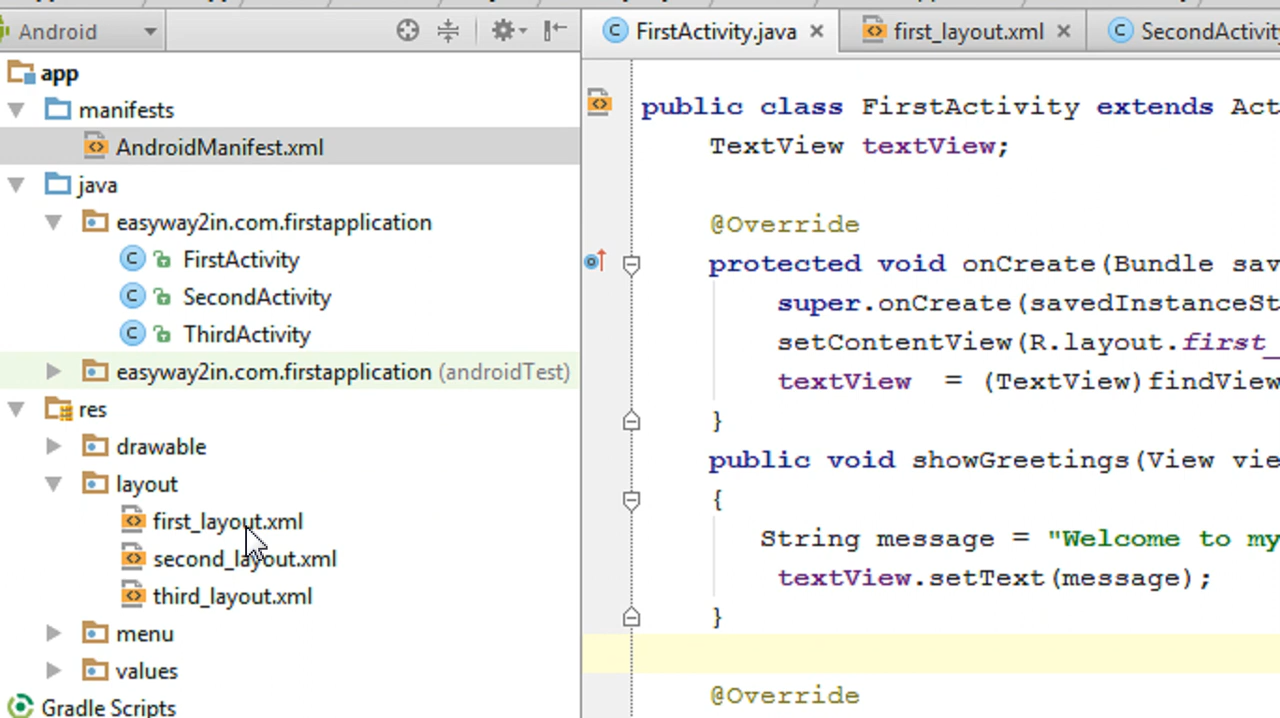 Android
app
manifests
AndroidManifest.xml
java
easyway2in.com.firstapplication
FirstActivity
SecondActivity
ThirdActivity
easyway2in.com.firstapplication (androidTest)
res
drawable
layout
first_layout.xml
second_layout.xml
third_layout.xml
menu
values
Gradle Scripts
FirstActivity.java
first_layout.xml
SecondActivity
public class FirstActivity extends Act
TextView textView;
@Override
protected void onCreate(Bundle sav
super.onCreate(savedInstanceSt
setContentView(R.layout.first_
textView = (TextView)findView
}
public void showGreetings(View vie
{
String message = "Welcome to my
textView.setText(message);
}
@Override